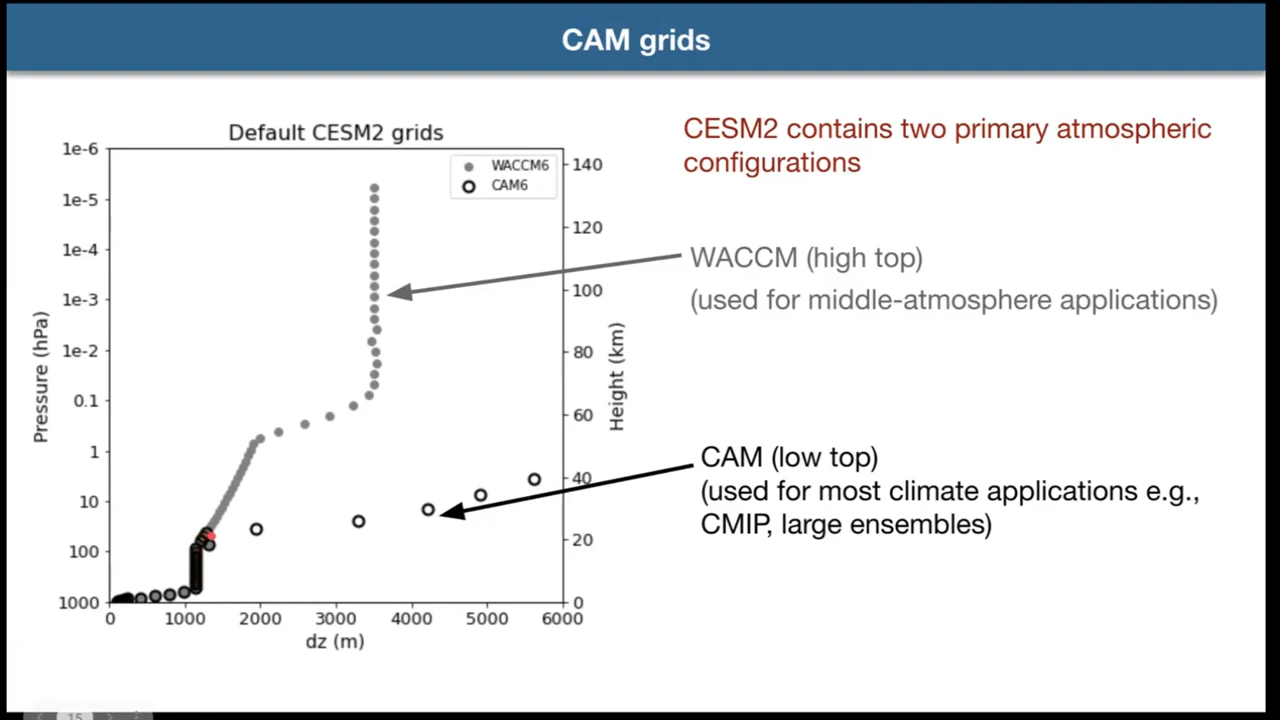 CAM grids
Default CESM2 grids
WACCM6
CAM6
1e-6
1e-5
1e-4
1e-3
1e-2
0.1
1
10
100
1000
Pressure (hPa)
0
1000
2000
3000
4000
5000
6000
dz (m)
140
120
100
80
60
40
20
0
Height (km)
CESM2 contains two primary atmospheric
configurations
WACCM (high top)
(used for middle-atmosphere applications)
CAM (low top)
(used for most climate applications e.g.,
CMIP, large ensembles)
15